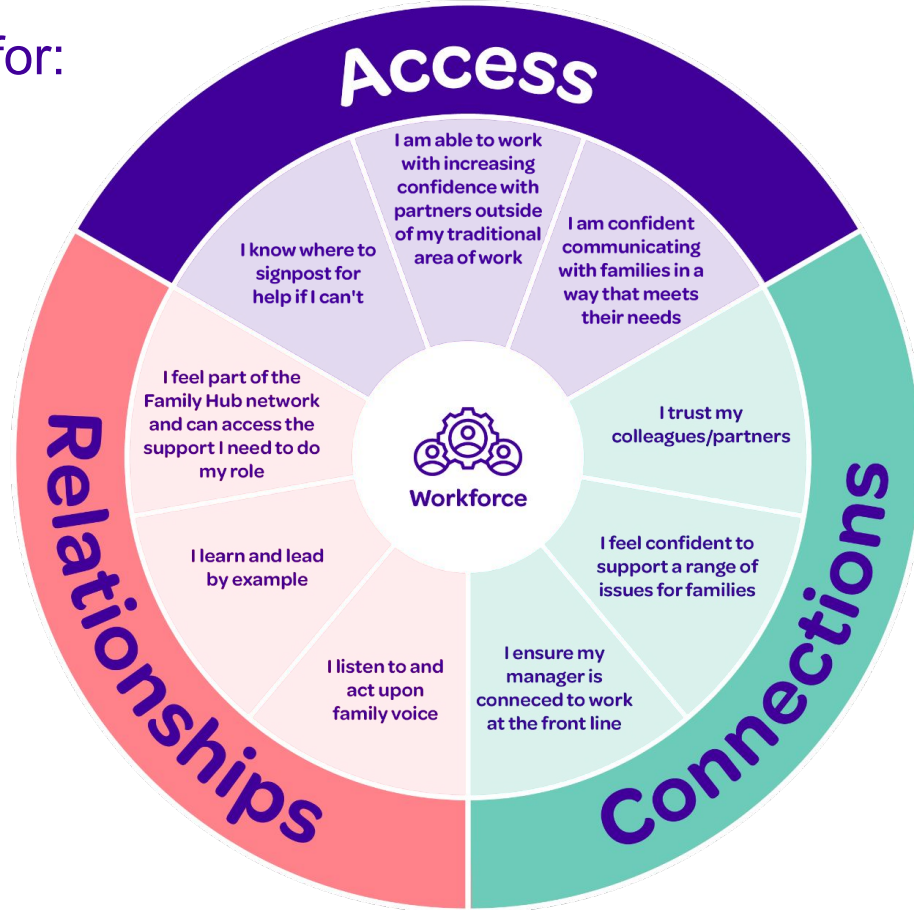 for:
Access
I know where to
signpost for
help if I can't
I am able to work
with increasing
confidence with
partners outside
of my traditional
area of work
I am confident
communicating
with families in a
way that meets
their needs
I trust my
colleagues/partners
I feel confident to
support a range of
issues for families
I ensure my
manager is
conneced to work
at the front line
Connections
I listen to and
act upon
family voice
I learn and lead
by example
I feel part of the
Family Hub network
and can access the
support I need to do
my role
Relationships
Workforce